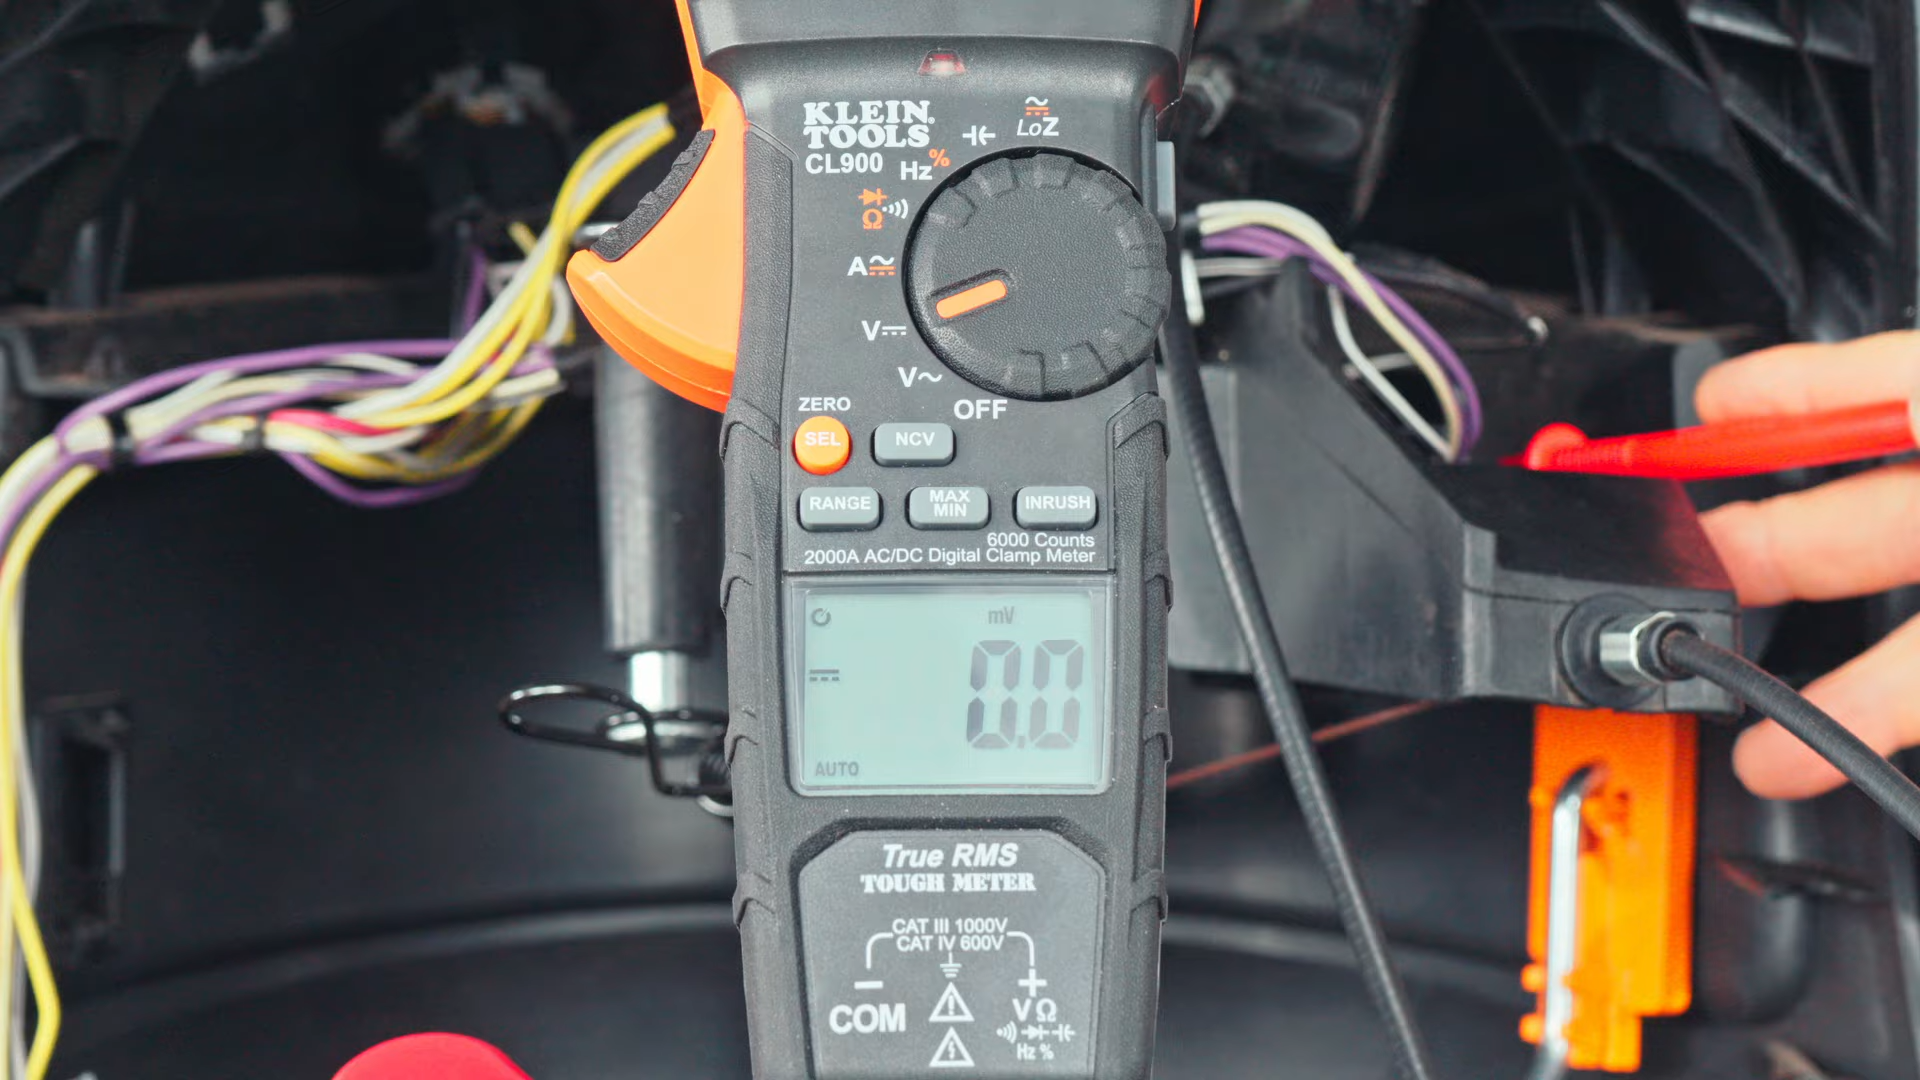 KLEIN
TOOLS
CL900
LoZ
Hz %
Ω
A
V
V
OFF
ZERO
SEL
NCV
RANGE
MAX
MIN
INRUSH
6000 Counts
2000A AC/DC Digital Clamp Meter
mV
0.0
AUTO
True RMS
TOUGH METER
CAT III 1000V
CAT IV 600V
− +
COM
V Ω
Hz %